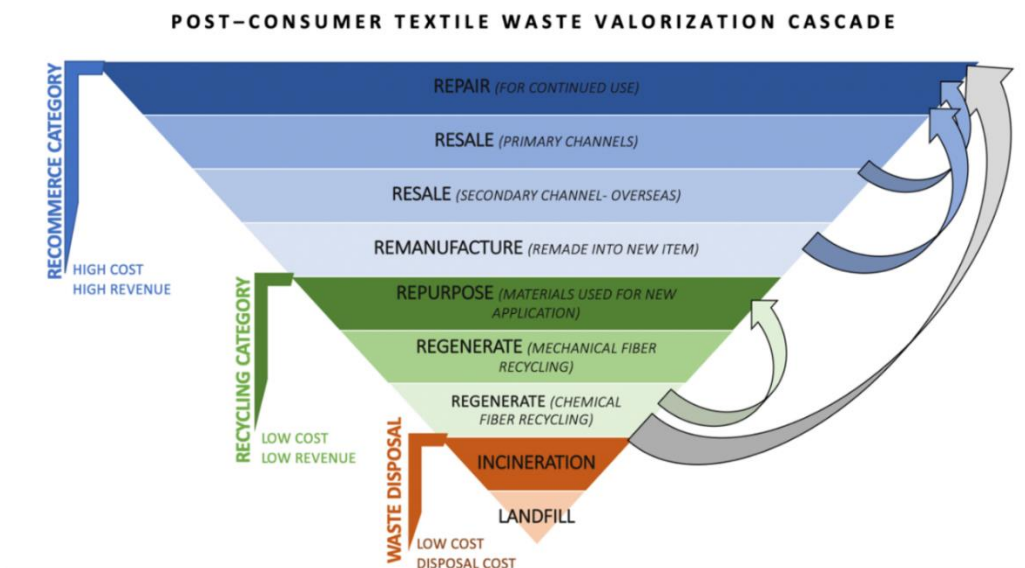 POST–CONSUMER TEXTILE WASTE VALORIZATION CASCADE
RECOMMERCE CATEGORY
REPAIR (FOR CONTINUED USE)
RESALE (PRIMARY CHANNELS)
RESALE (SECONDARY CHANNEL- OVERSEAS)
REMANUFACTURE (REMADE INTO NEW ITEM)
HIGH COST
HIGH REVENUE
RECYCLING CATEGORY
REPURPOSE (MATERIALS USED FOR NEW
APPLICATION)
REGENERATE (MECHANICAL FIBER
RECYCLING)
REGENERATE (CHEMICAL
FIBER RECYCLING)
LOW COST
LOW REVENUE
WASTE DISPOSAL
INCINERATION
LANDFILL
LOW COST
DISPOSAL COST